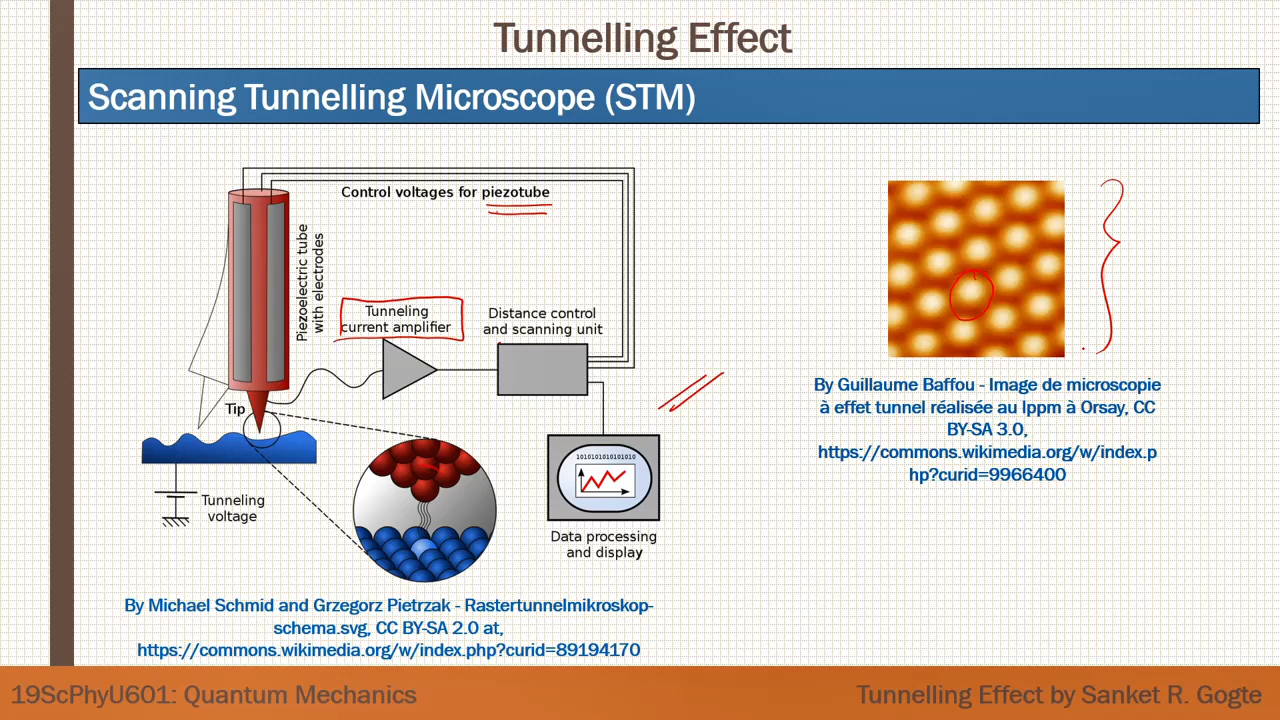 Tunnelling Effect
Scanning Tunnelling Microscope (STM)
Control voltages for piezotube
Piezoelectric tube
with electrodes
Tunneling
current amplifier
Distance control
and scanning unit
Tip
Tunneling
voltage
1010101010101010
Data processing
and display
By Michael Schmid and Grzegorz Pietrzak - Rastertunnelmikroskop-
schema.svg, CC BY-SA 2.0 at,
https://commons.wikimedia.org/w/index.php?curid=89194170
By Guillaume Baffou - Image de microscopie
à effet tunnel réalisée au lppm à Orsay, CC
BY-SA 3.0,
https://commons.wikimedia.org/w/index.p
hp?curid=9966400
19ScPhyU601: Quantum Mechanics
Tunnelling Effect by Sanket R. Gogte